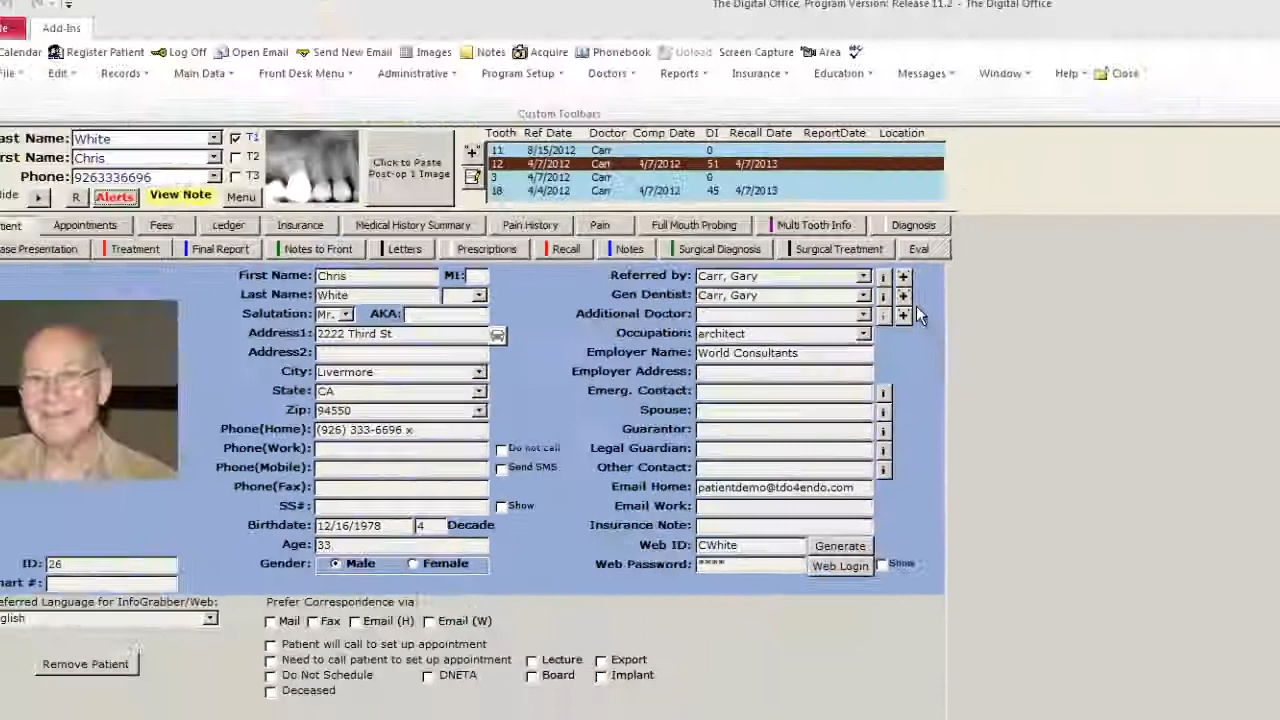 The Digital Office, Program Version: Release 11.2 - The Digital Office
Add-Ins
Calendar Register Patient Log Off Open Email Send New Email Images Notes Acquire Phonebook Upload Screen Capture Area
File Edit Records Main Data Front Desk Menu Administrative Program Setup Doctors Reports Insurance Education Messages Window Help Close
Custom Toolbars
ast Name: White T1
irst Name: Chris T2
Phone: 9263336696 T3
ide R Alerts View Note Menu
Click to Paste
Post-op 1 Image
Tooth Ref Date Doctor Comp Date DI Recall Date ReportDate Location
11 8/15/2012 Carr 0
12 4/7/2012 Carr 4/7/2012 51 4/7/2013
3 4/7/2012 Carr 0
18 4/4/2012 Carr 4/7/2012 45 4/7/2013
tient Appointments Fees Ledger Insurance Medical History Summary Pain History Pain Full Mouth Probing Multi Tooth Info Diagnosis
ase Presentation Treatment Final Report Notes to Front Letters Prescriptions Recall Notes Surgical Diagnosis Surgical Treatment Eval
First Name: Chris MI:
Last Name: White
Salutation: Mr. AKA:
Address1: 2222 Third St
Address2:
City: Livermore
State: CA
Zip: 94550
Phone(Home): (926) 333-6696 x
Phone(Work): Do not call
Phone(Mobile): Send SMS
Phone(Fax):
SS#: Show
Birthdate: 12/16/1978 4 Decade
Age: 33
Gender: Male Female
Referred by: Carr, Gary i +
Gen Dentist: Carr, Gary i +
Additional Doctor: i +
Occupation: architect
Employer Name: World Consultants
Employer Address:
Emerg. Contact: i
Spouse: i
Guarantor: i
Legal Guardian: i
Other Contact: i
Email Home: patientdemo@tdo4endo.com
Email Work:
Insurance Note:
Web ID: CWhite Generate
Web Password: **** Web Login Show
ID: 26
hart #:
eferred Language for InfoGrabber/Web:
glish
Remove Patient
Prefer Correspondence via
Mail Fax Email (H) Email (W)
Patient will call to set up appointment
Need to call patient to set up appointment Lecture Export
Do Not Schedule DNETA Board Implant
Deceased